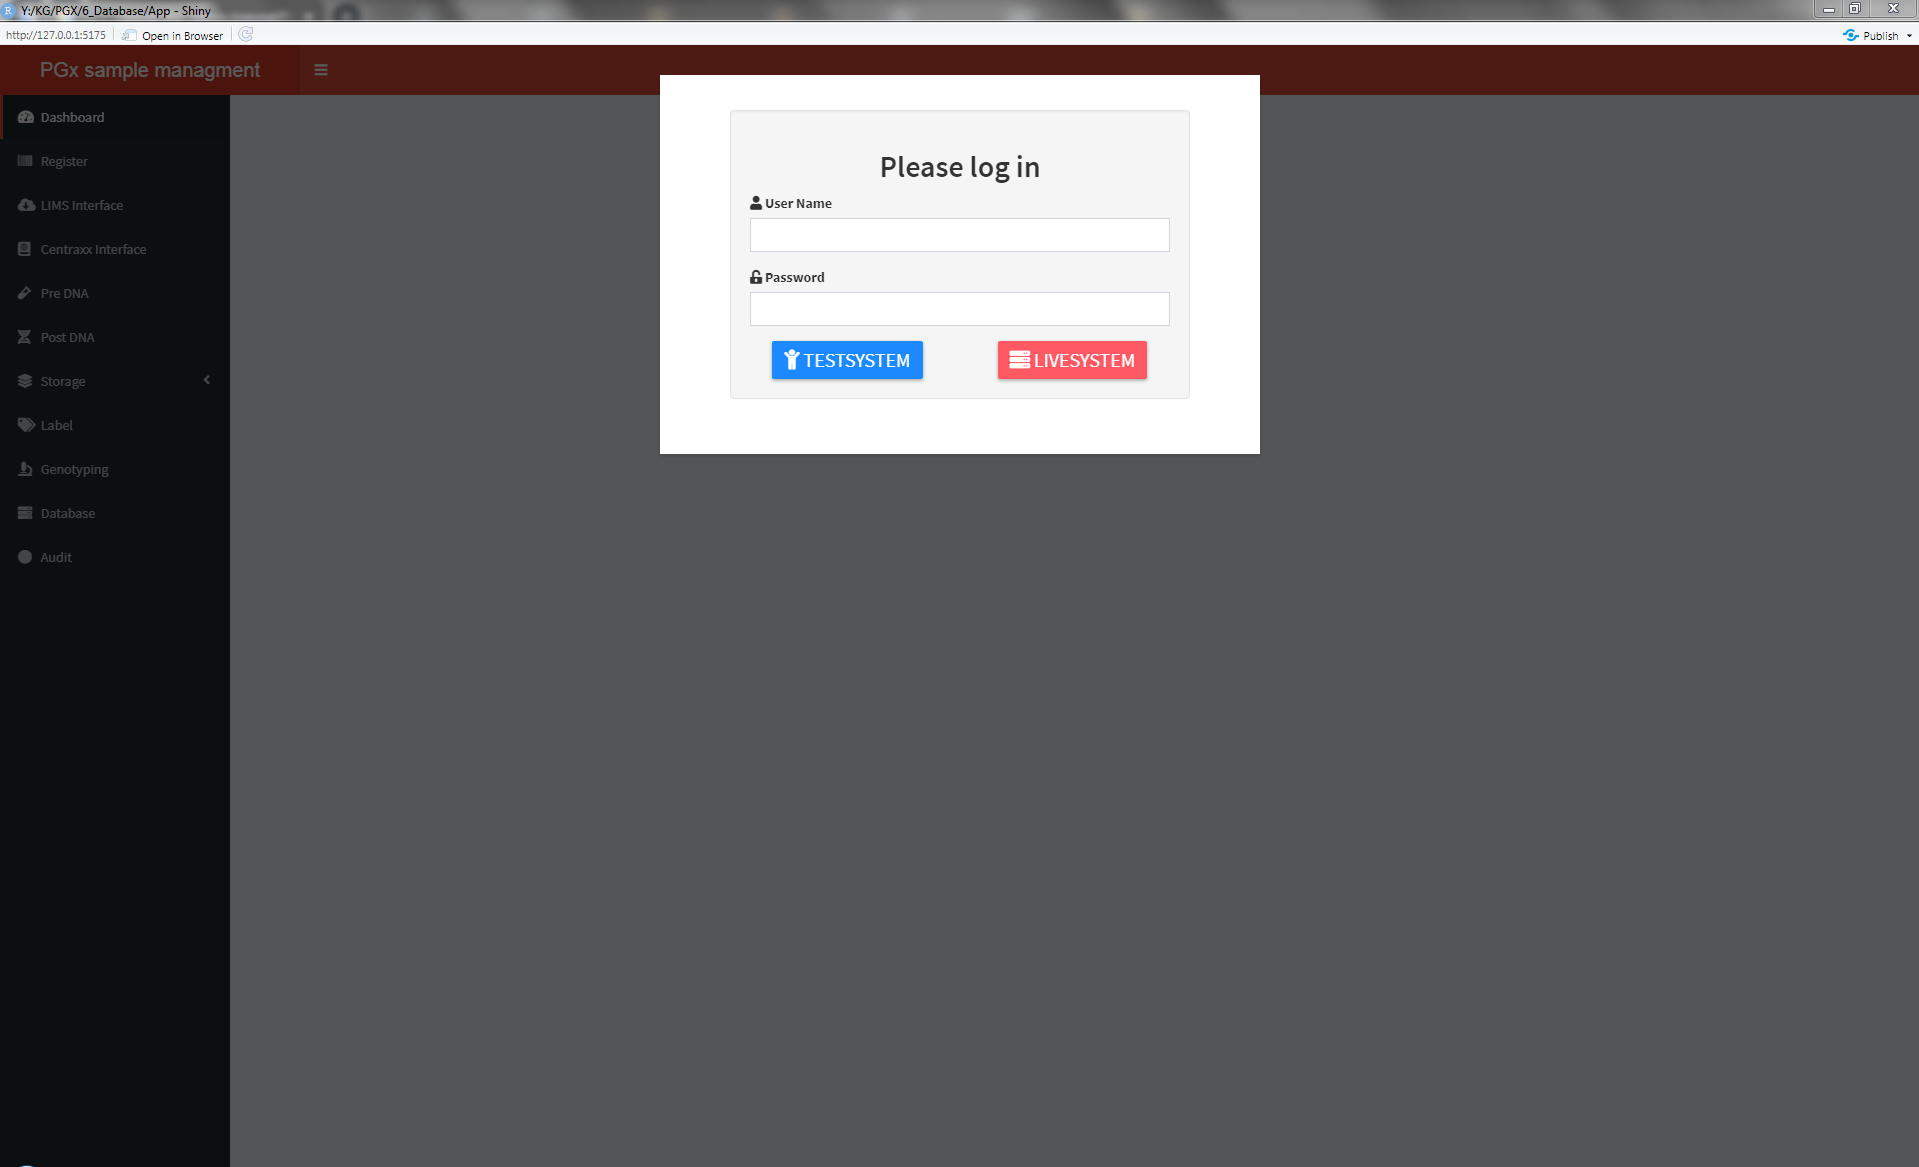 Y:/KG/PGX/6_Database/App - Shiny
http://127.0.0.1:5175 Open in Browser Publish
PGx sample managment
Dashboard
Register
LIMS Interface
Centraxx Interface
Pre DNA
Post DNA
Storage
Label
Genotyping
Database
Audit
Please log in
User Name
Password
TESTSYSTEM LIVESYSTEM